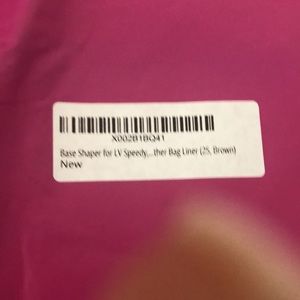 X002B1BQ41
Base Shaper for LV Speedy,...ther Bag Liner (25, Brown)
New